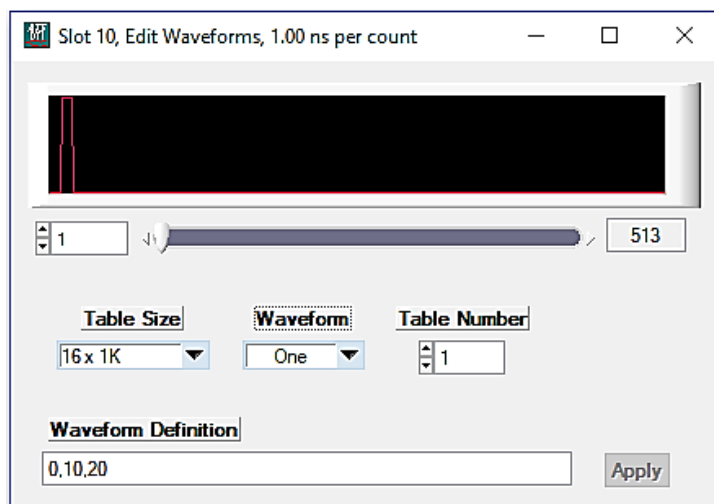 Slot 10, Edit Waveforms, 1.00 ns per count
1
513
Table Size
Waveform
Table Number
16 x 1K
One
1
Waveform Definition
0,10,20
Apply